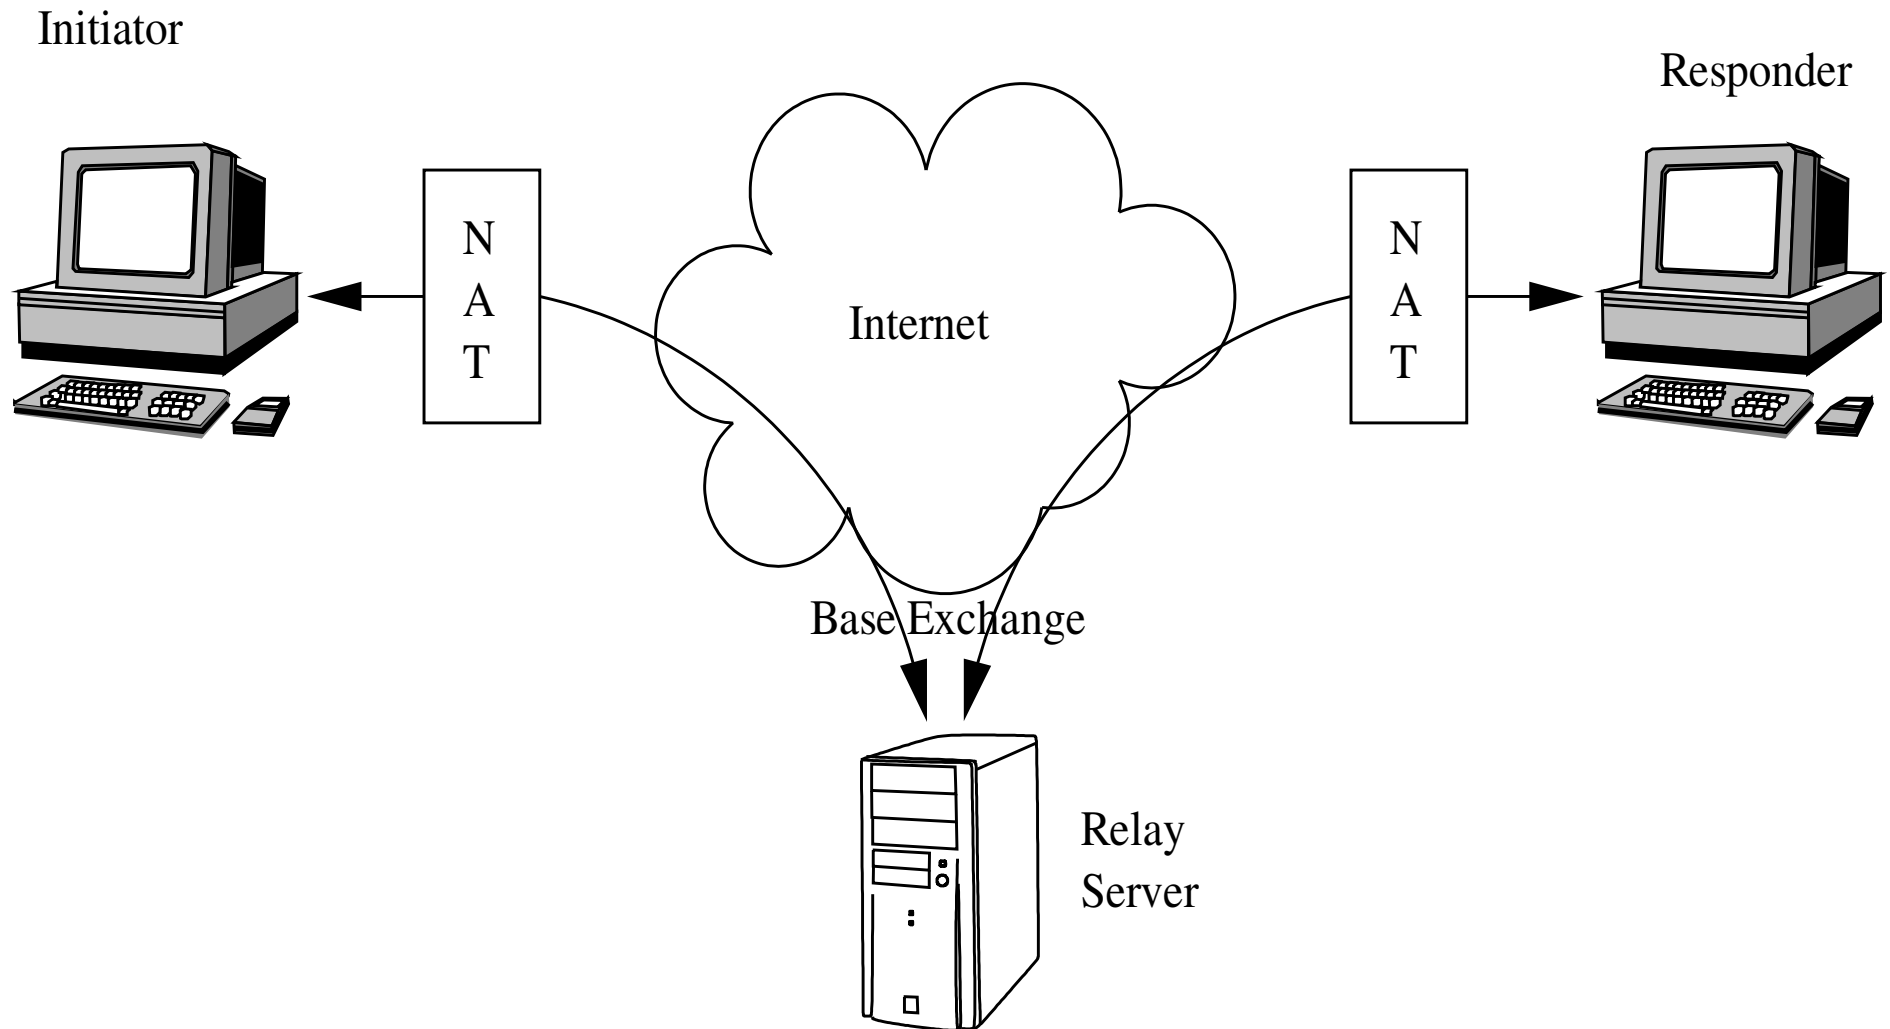 Initiator
Responder
N
A
T
N
A
T
Internet
Base Exchange
Relay
Server